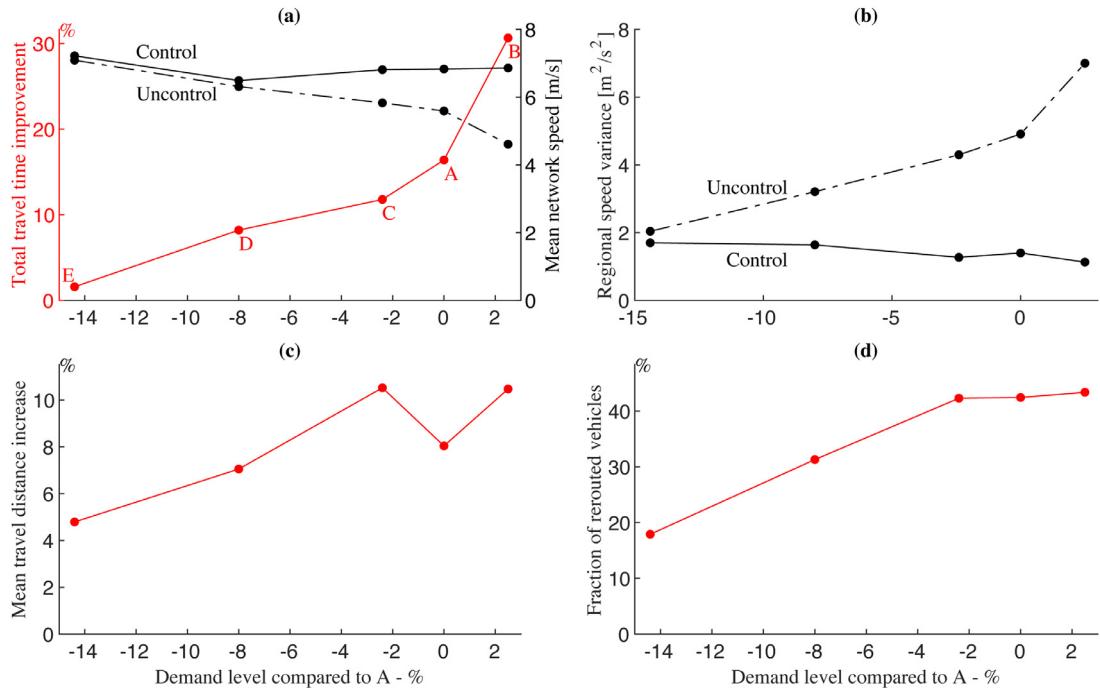 (a)
%
Total travel time improvement
30
20
10
0
8
6
4
2
0
Mean network speed [m/s]
Control
Uncontrol
B
A
C
D
E
-14 -12 -10 -8 -6 -4 -2 0 2
(b)
Regional speed variance [m²/s²]
8
6
4
2
0
Uncontrol
Control
-15 -10 -5 0
(c)
%
Mean travel distance increase
10
8
6
4
2
0
-14 -12 -10 -8 -6 -4 -2 0 2
Demand level compared to A - %
(d)
%
Fraction of rerouted vehicles
40
30
20
10
0
-14 -12 -10 -8 -6 -4 -2 0 2
Demand level compared to A - %